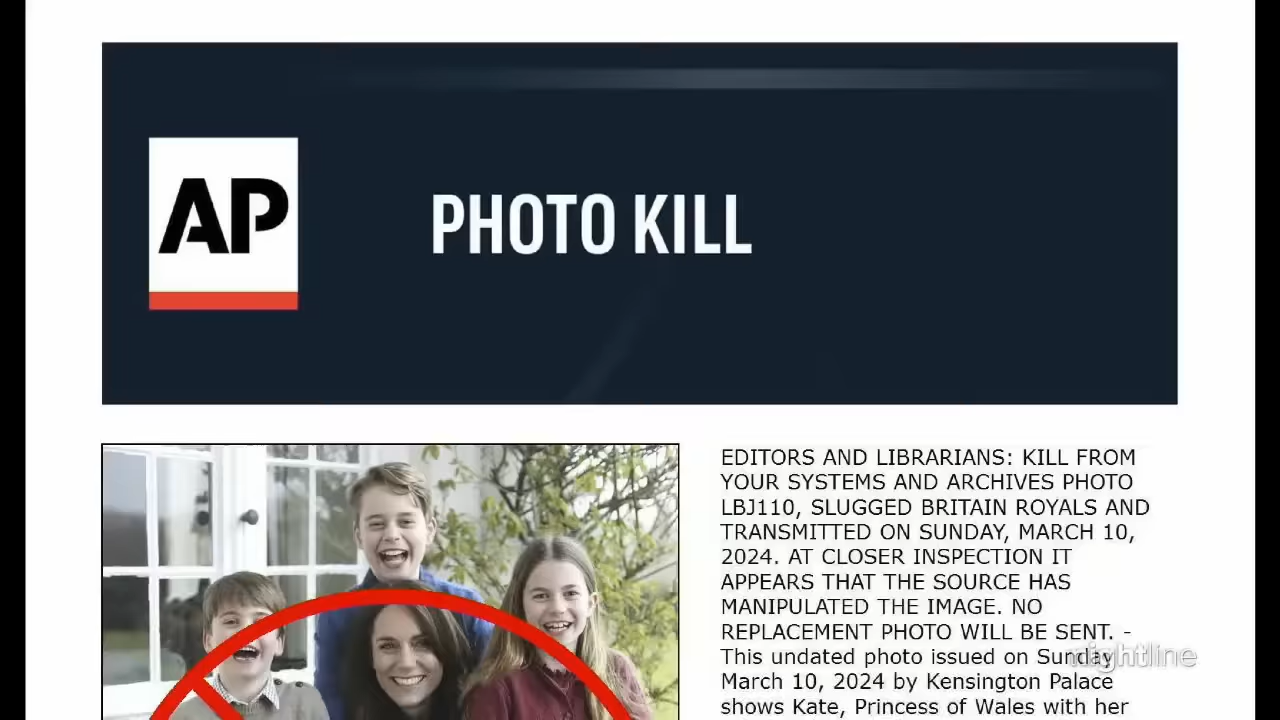 AP
PHOTO KILL
EDITORS AND LIBRARIANS: KILL FROM
YOUR SYSTEMS AND ARCHIVES PHOTO
LBJ110, SLUGGED BRITAIN ROYALS AND
TRANSMITTED ON SUNDAY, MARCH 10,
2024. AT CLOSER INSPECTION IT
APPEARS THAT THE SOURCE HAS
MANIPULATED THE IMAGE. NO
REPLACEMENT PHOTO WILL BE SENT. -
This undated photo issued on Sunday
nightline
March 10, 2024 by Kensington Palace
shows Kate, Princess of Wales with her